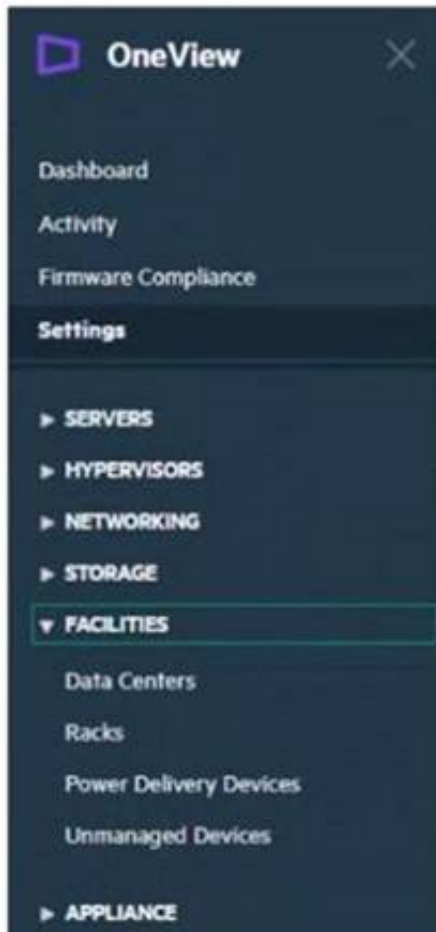 OneView
Dashboard
Activity
Firmware Compliance
Settings
SERVERS
HYPERVISORS
NETWORKING
STORAGE
FACILITIES
Data Centers
Racks
Power Delivery Devices
Unmanaged Devices
APPLIANCE